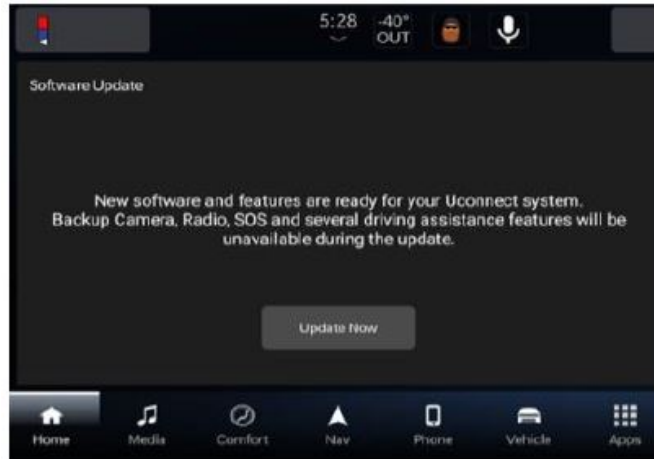 5:28
-40°
OUT
Software Update
New software and features are ready for your Uconnect system.
Backup Camera, Radio, SOS and several driving assistance features will be
unavailable during the update.
Update Now
Home
Media
Comfort
Nav
Phone
Vehicle
Apps